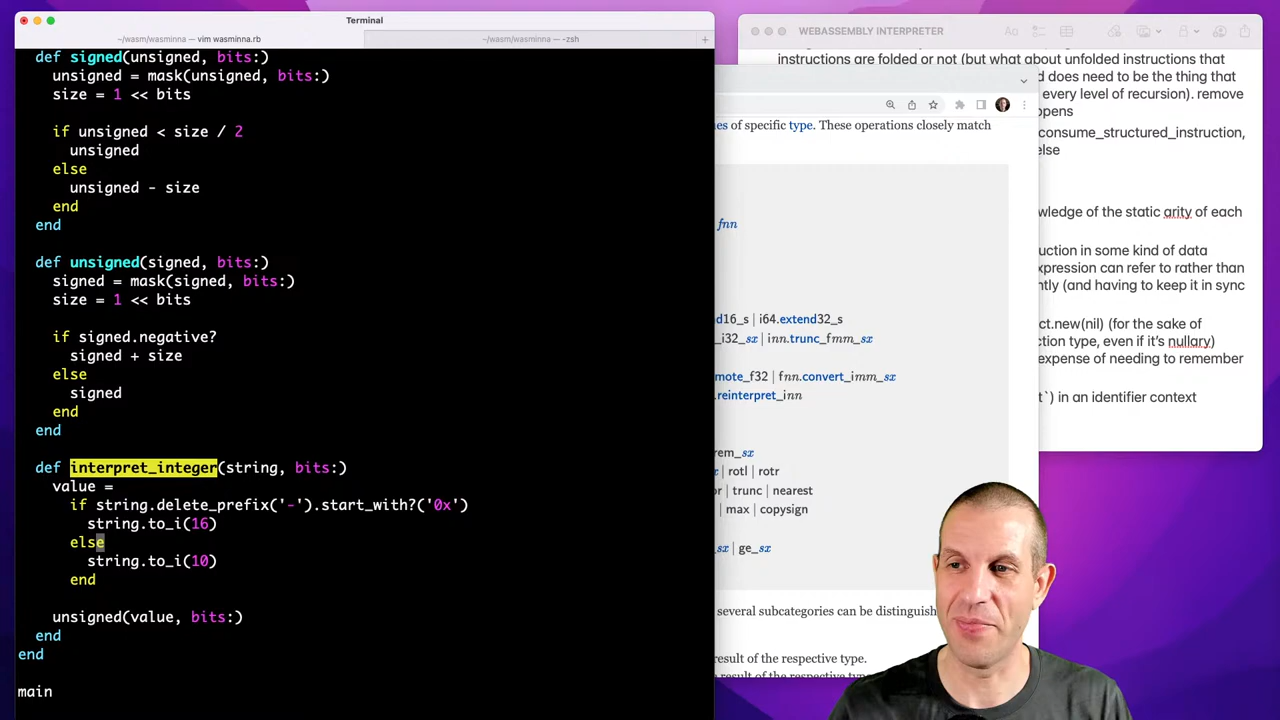 Terminal
~/wasm/wasminna — vim wasminna.rb
~/wasm/wasminna — -zsh
def signed(unsigned, bits:)
unsigned = mask(unsigned, bits:)
size = 1 << bits
if unsigned < size / 2
unsigned
else
unsigned - size
end
end
def unsigned(signed, bits:)
signed = mask(signed, bits:)
size = 1 << bits
if signed.negative?
signed + size
else
signed
end
end
def interpret_integer(string, bits:)
value =
if string.delete_prefix('-').start_with?('0x')
string.to_i(16)
else
string.to_i(10)
end
unsigned(value, bits:)
end
end
main
WEBASSEMBLY INTERPRETER
instructions are folded or not (but what about unfolded instructions that
d does need to be the thing that
every level of recursion). remove
pens
consume_structured_instruction,
else
wledge of the static arity of each
uction in some kind of data
xpression can refer to rather than
ntly (and having to keep it in sync
ct.new(nil) (for the sake of
ction type, even if it's nullary)
expense of needing to remember
t`) in an identifier context
es of specific type. These operations closely match
fnn
d16_s | i64.extend32_s
_i32_sx | inn.trunc_fmm_sx
mote_f32 | fnn.convert_imm_sx
.reinterpret_inn
rem_sx
| rotl | rotr
or | trunc | nearest
| max | copysign
_sx | ge_sx
several subcategories can be distinguish
result of the respective type.
result of the respective type.